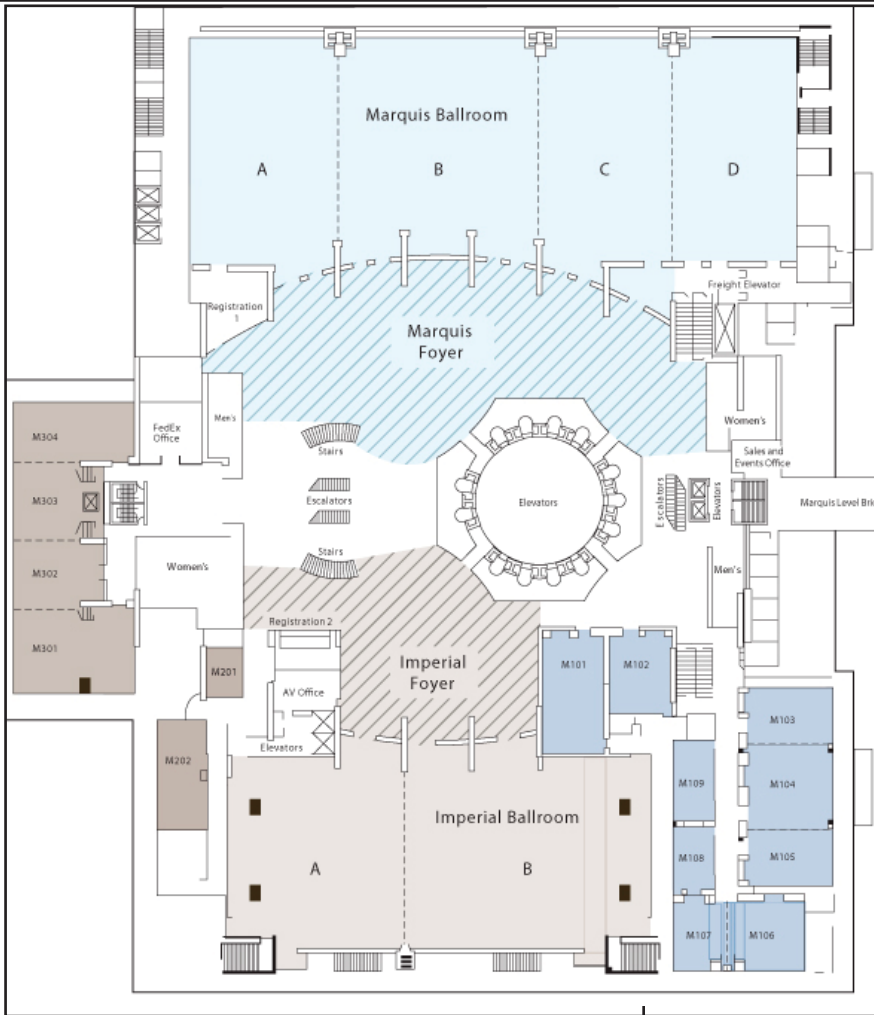 Marquis Ballroom
A
B
C
D
Registration
1
Freight Elevator
Marquis
Foyer
M304
FedEx
Office
Men's
Stairs
Women's
Sales and
Events Office
M303
Escalators
Elevators
Escalators
Elevators
Marquis Level Bri
M302
Women's
Stairs
Men's
M301
Registration 2
M201
Imperial
Foyer
M101
M102
AV Office
M103
Elevators
M202
M109
M104
Imperial Ballroom
A
B
M108
M105
M107
M106